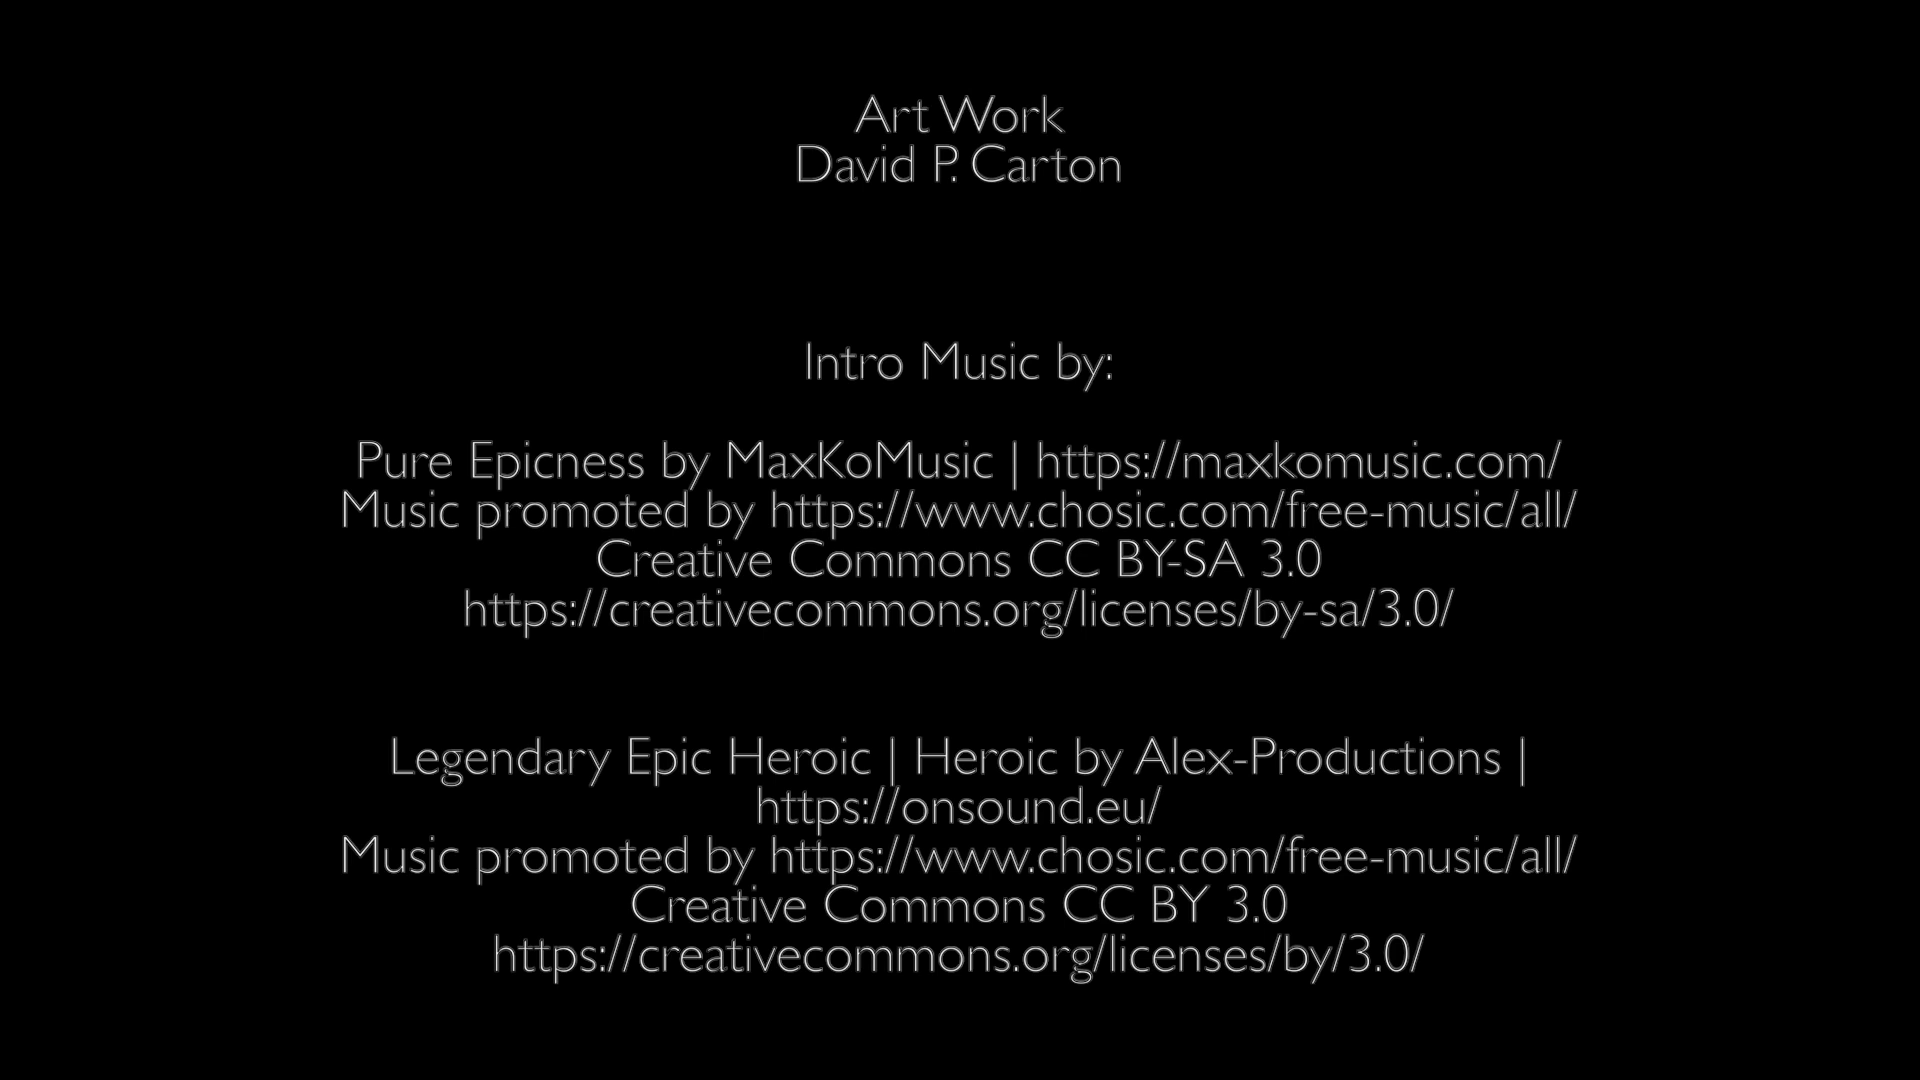 Art Work
David P. Carton
Intro Music by:
Pure Epicness by MaxKoMusic | https://maxkomusic.com/
Music promoted by https://www.chosic.com/free-music/all/
Creative Commons CC BY-SA 3.0
https://creativecommons.org/licenses/by-sa/3.0/
Legendary Epic Heroic | Heroic by Alex-Productions |
https://onsound.eu/
Music promoted by https://www.chosic.com/free-music/all/
Creative Commons CC BY 3.0
https://creativecommons.org/licenses/by/3.0/